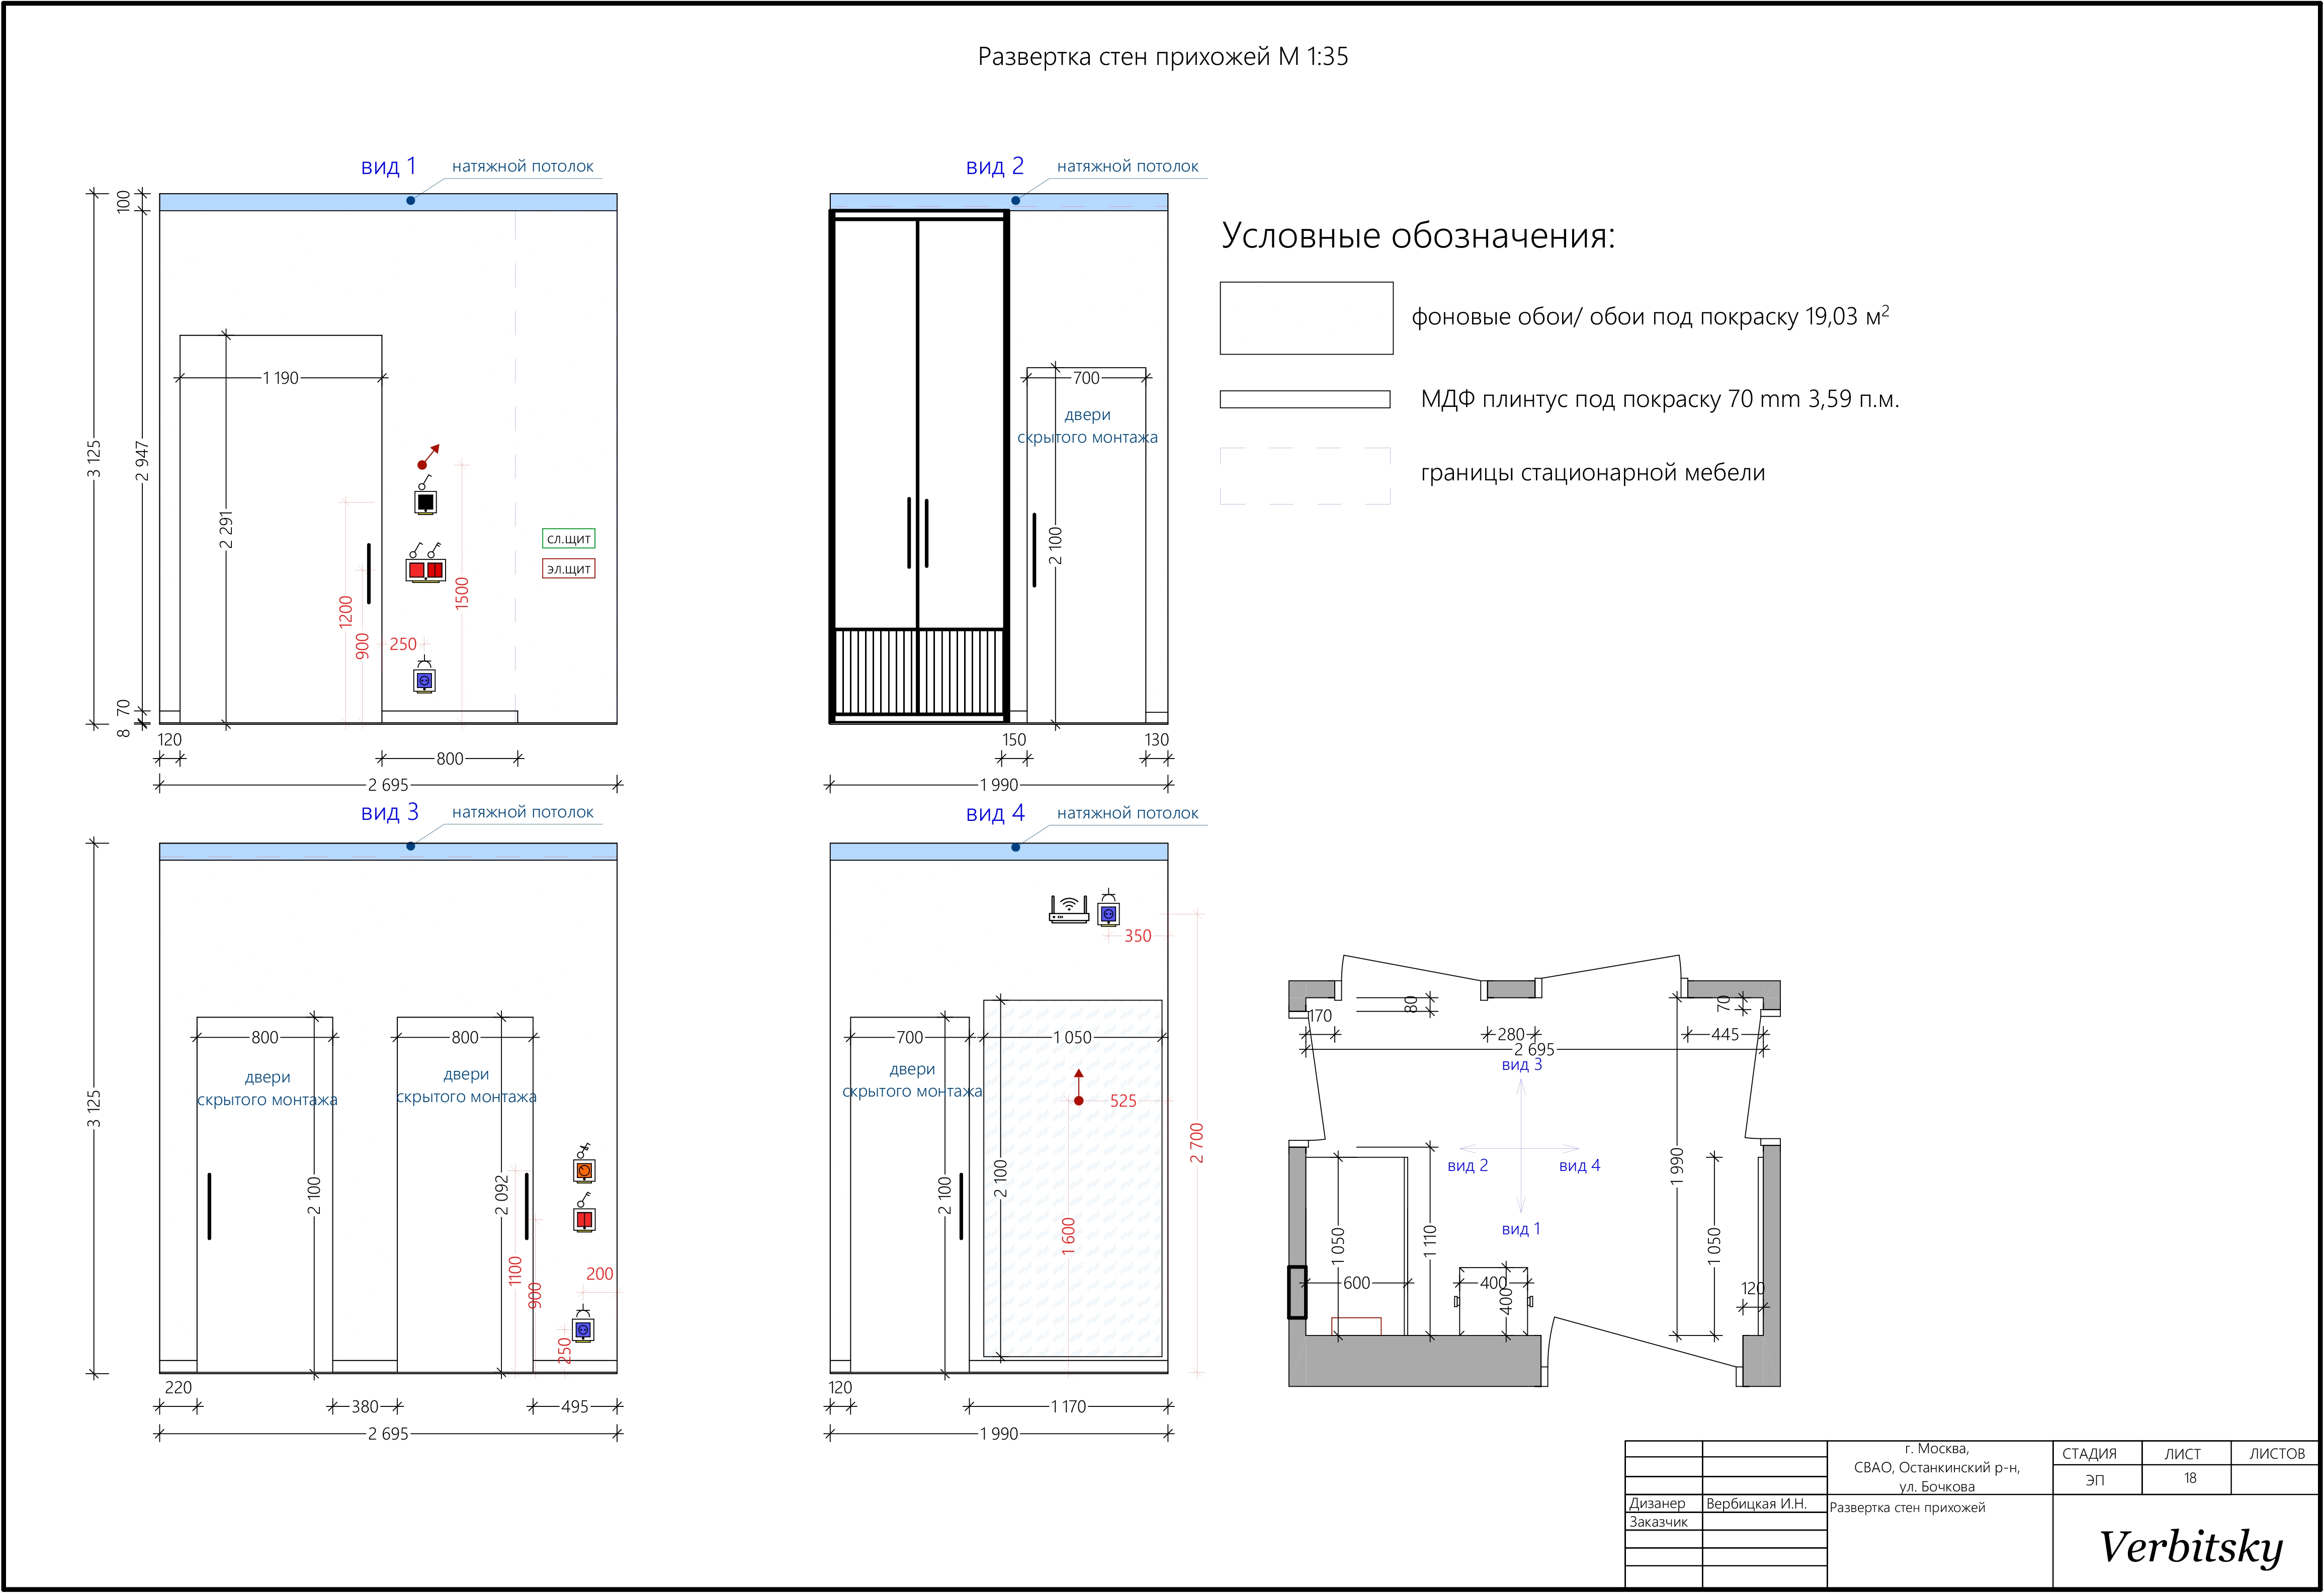 Развертка стен прихожей М 1:35
вид 1
натяжной потолок
100
3 125
2 947
70
8
1 190
2 291
1200
900
250
1500
сл.щит
эл.щит
120
800
2 695
вид 2
натяжной потолок
700
двери
скрытого монтажа
2 100
150
130
1 990
Условные обозначения:
фоновые обои/ обои под покраску 19,03 м²
МДФ плинтус под покраску 70 mm 3,59 п.м.
границы стационарной мебели
вид 3
натяжной потолок
3 125
800
двери
скрытого монтажа
2 100
800
двери
скрытого монтажа
2 092
1100
900
250
200
220
380
495
2 695
вид 4
натяжной потолок
350
700
двери
скрытого монтажа
2 100
1 050
2 100
525
1 600
2 700
120
1 170
1 990
170
80
280
70
445
2 695
вид 3
вид 2
вид 4
вид 1
1 990
1 050
1 110
1 050
600
400
400
120
г. Москва,
СВАО, Останкинский р-н,
ул. Бочкова
СТАДИЯ
ЛИСТ
ЛИСТОВ
ЭП
18
Дизанер
Вербицкая И.Н.
Развертка стен прихожей
Заказчик
Verbitsky